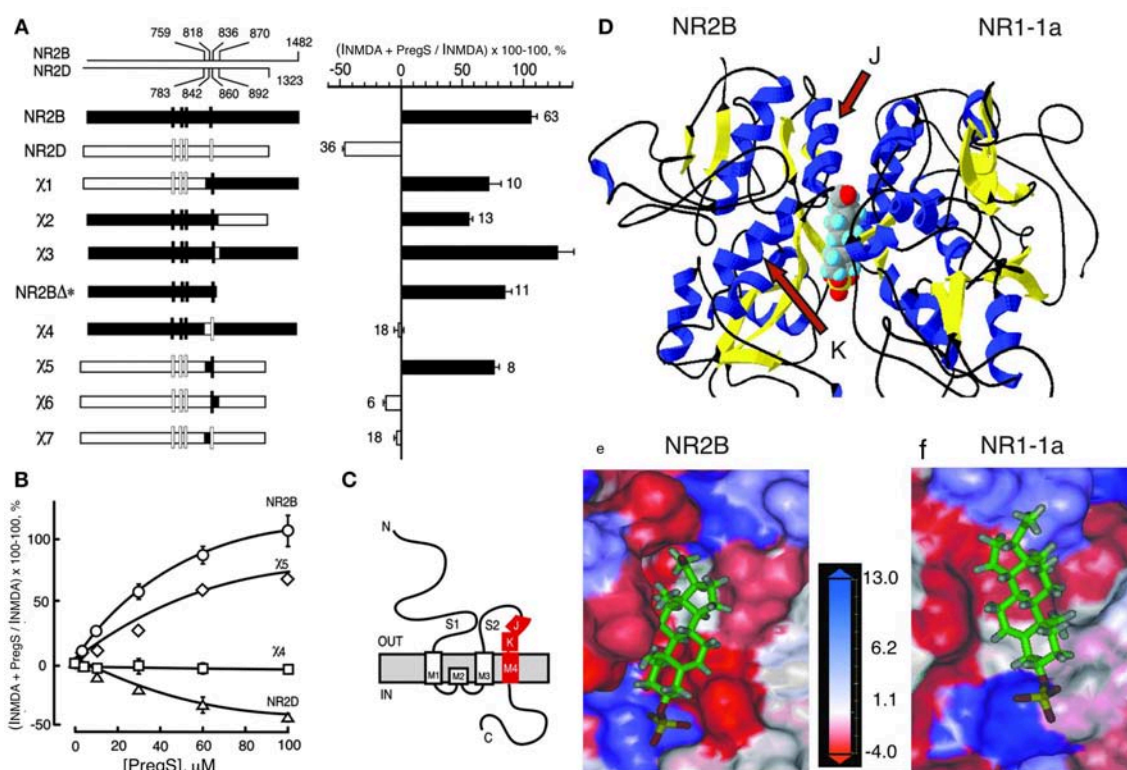 A
759 818 836 870
1482
NR2B
NR2D
1323
783 842 860 892
(INMDA + PregS / INMDA) x 100-100, %
-50 0 50 100
NR2B 63
NR2D 36
χ1 10
χ2 13
χ3
NR2BΔ* 11
χ4 18
χ5 8
χ6 6
χ7 18
B
(INMDA + PregS / INMDA) x 100-100, %
100
50
0
-50
NR2B
χ5
χ4
NR2D
0 20 40 60 80 100
[PregS], µM
C
N
S1 S2 J
K
OUT
M1 M2 M3 M4
IN
C
D
NR2B NR1-1a
J
K
e NR2B
13.0
6.2
1.1
-4.0
f NR1-1a